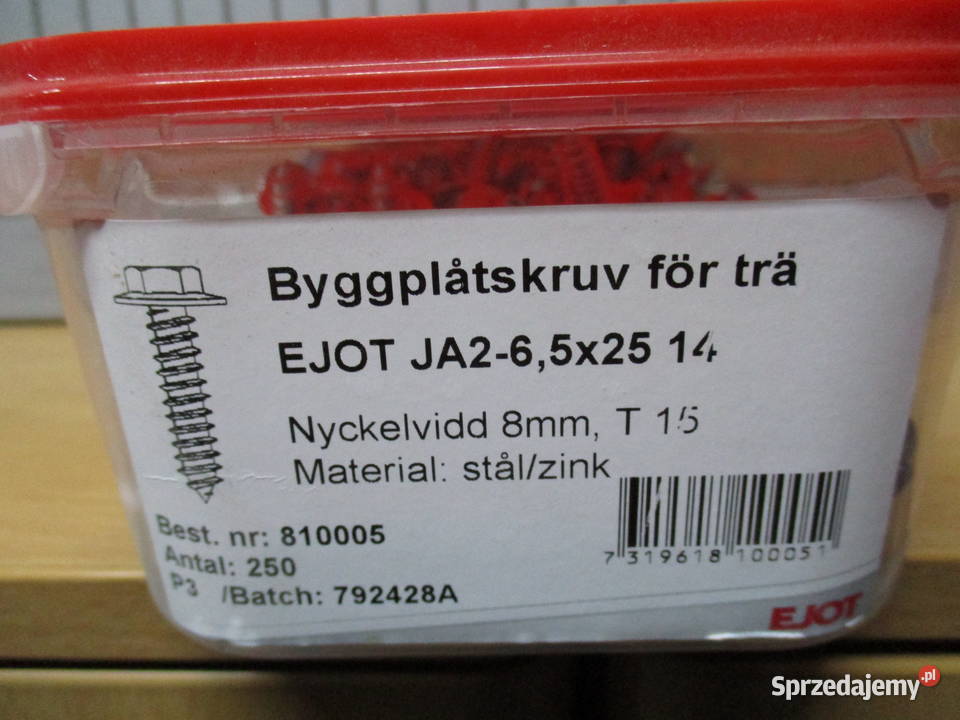 Byggplåtskruv för trä
EJOT JA2-6,5x25 14
Nyckelvidd 8mm, T 15
Material: stål/zink
Best. nr: 810005
Antal: 250
P3 /Batch: 792428A
7 319618 100051
EJOT
Sprzedajemy.pl